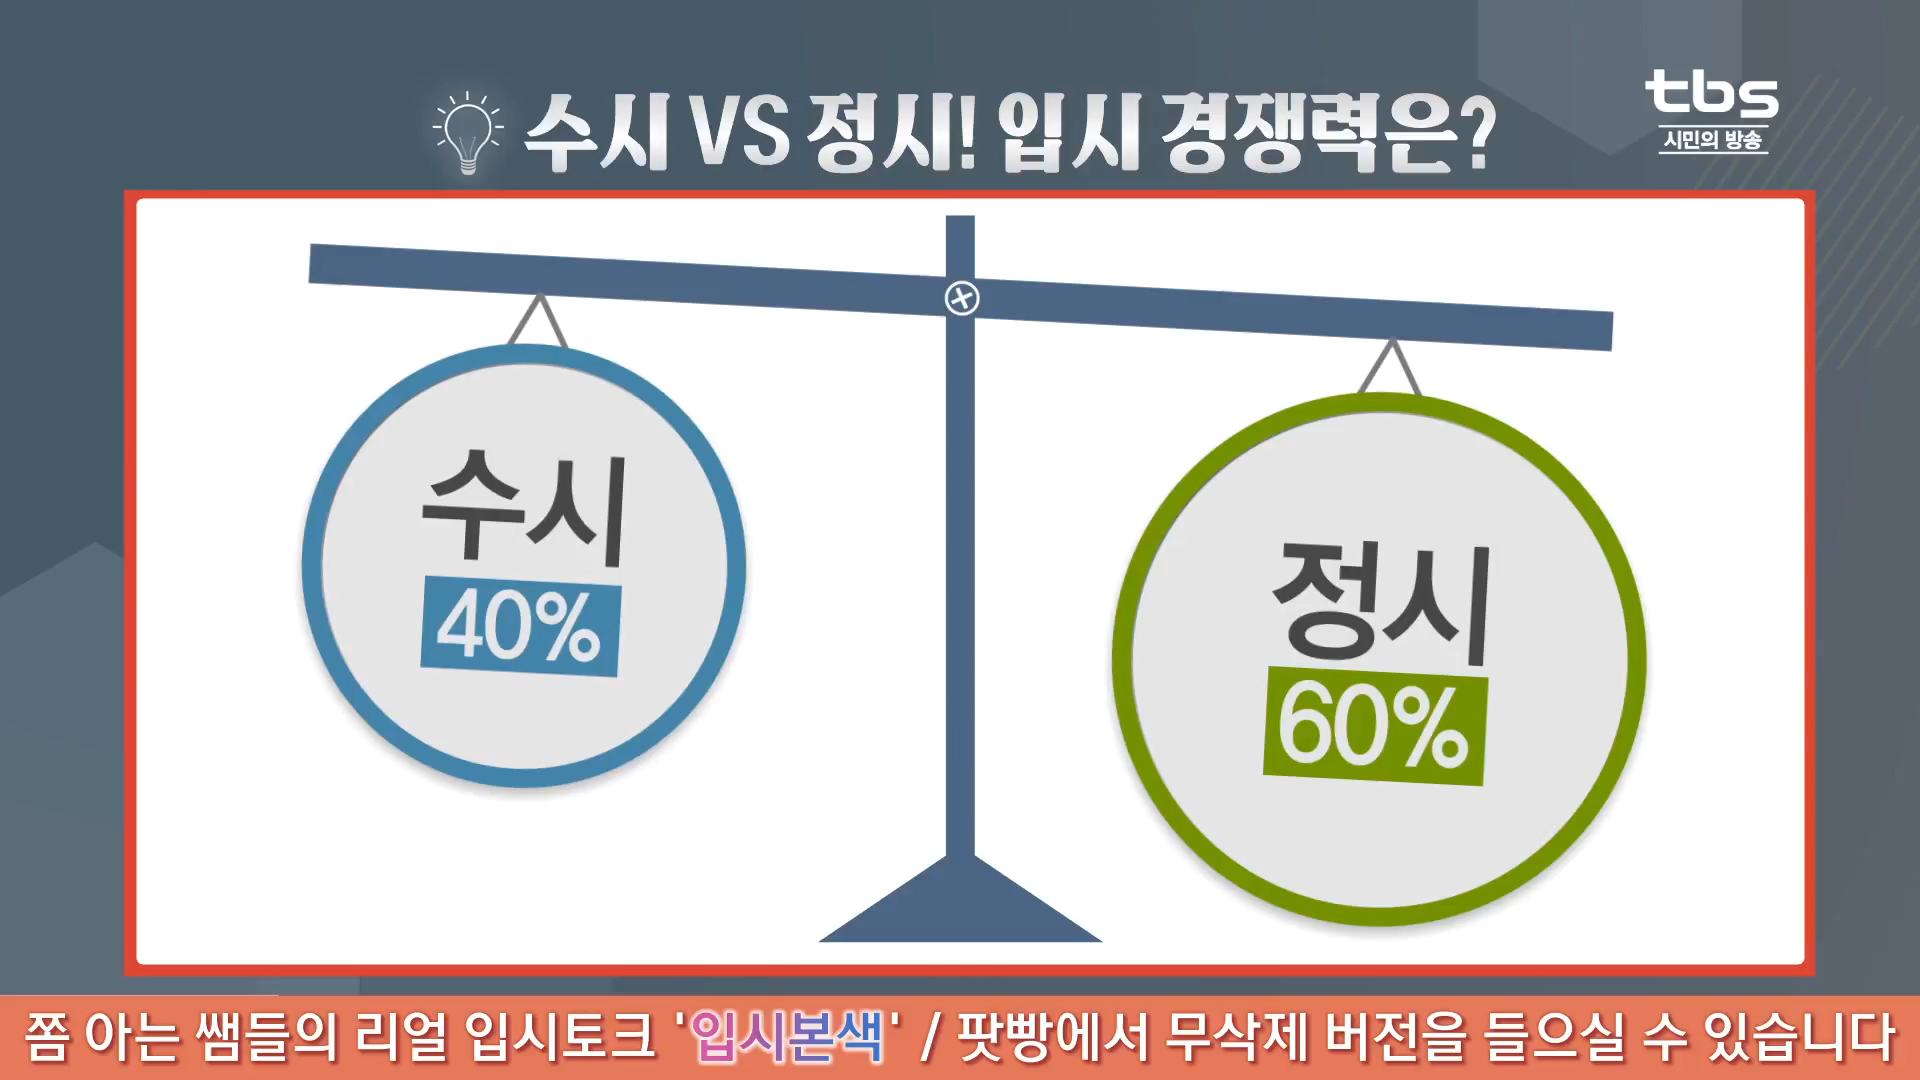 수시 VS 정시! 입시 경쟁력은?
tbs
시민의 방송
수시
40%
정시
60%
쫌 아는 쌤들의 리얼 입시토크 '입시본색' / 팟빵에서 무삭제 버전을 들으실 수 있습니다